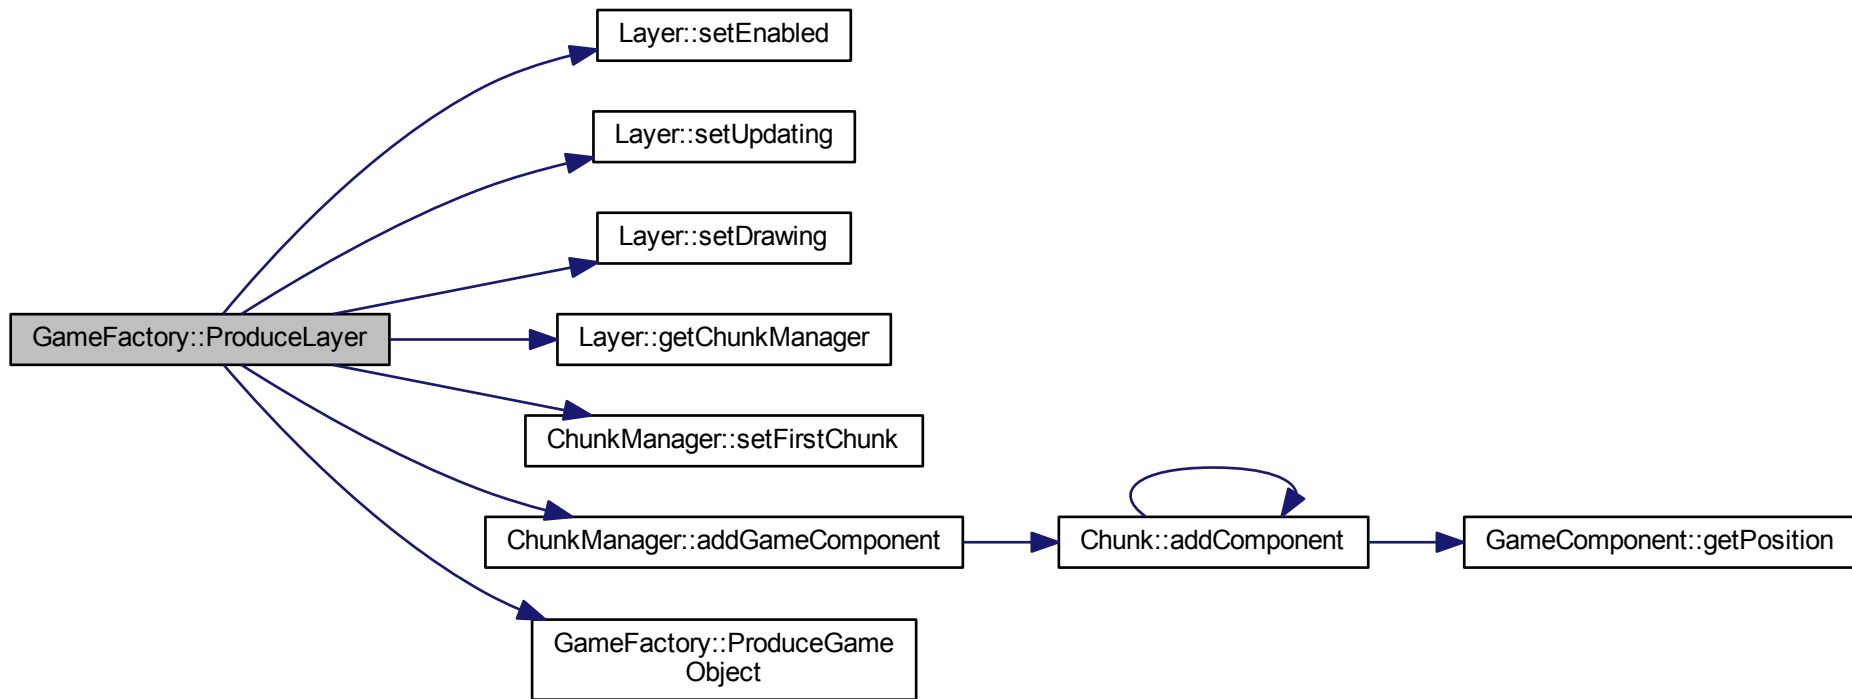 Layer::setEnabled
Layer::setUpdating
Layer::setDrawing
GameFactory::ProduceLayer
Layer::getChunkManager
ChunkManager::setFirstChunk
ChunkManager::addGameComponent
Chunk::addComponent
GameComponent::getPosition
GameFactory::ProduceGame
Object